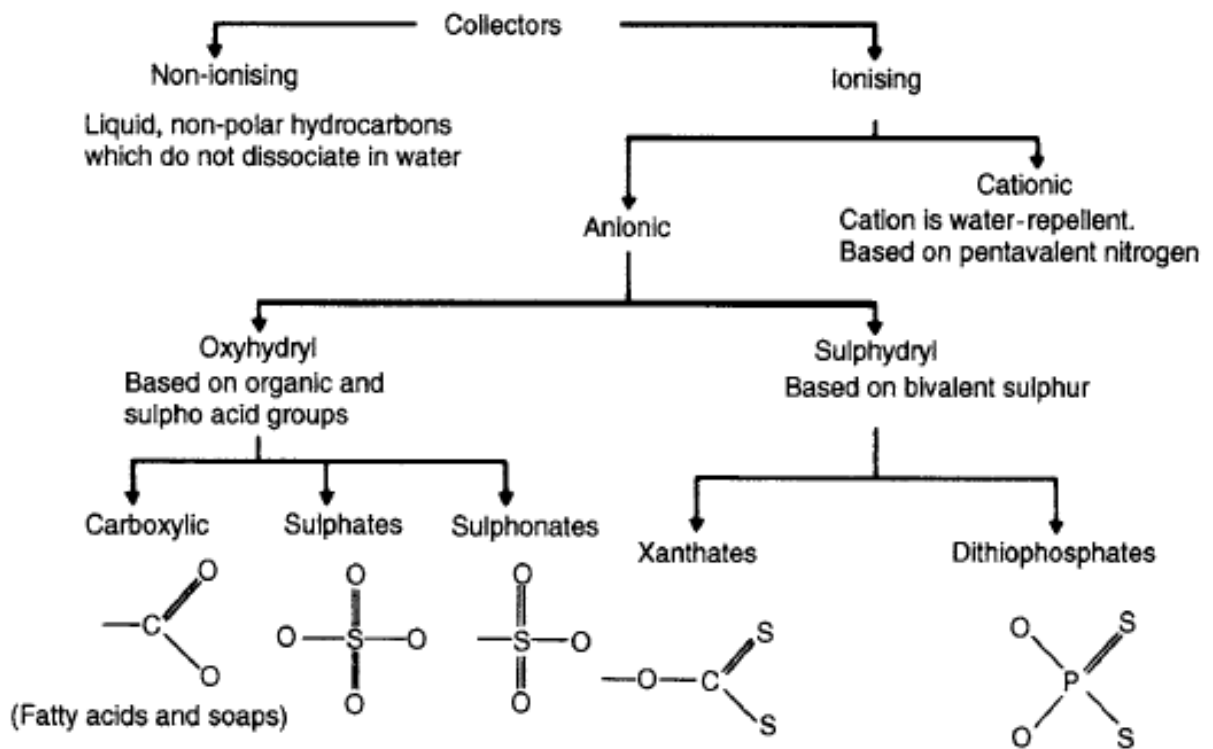 Collectors
Non-ionising
Ionising
Liquid, non-polar hydrocarbons
which do not dissociate in water
Cationic
Cation is water-repellent.
Based on pentavalent nitrogen
Anionic
Oxyhydryl
Based on organic and
sulpho acid groups
Sulphydryl
Based on bivalent sulphur
Carboxylic
Sulphates
Sulphonates
Xanthates
Dithiophosphates
O
C
O
(Fatty acids and soaps)
O
O S O
O
O
S O
O
O C
S
S
O
S
P
O
S